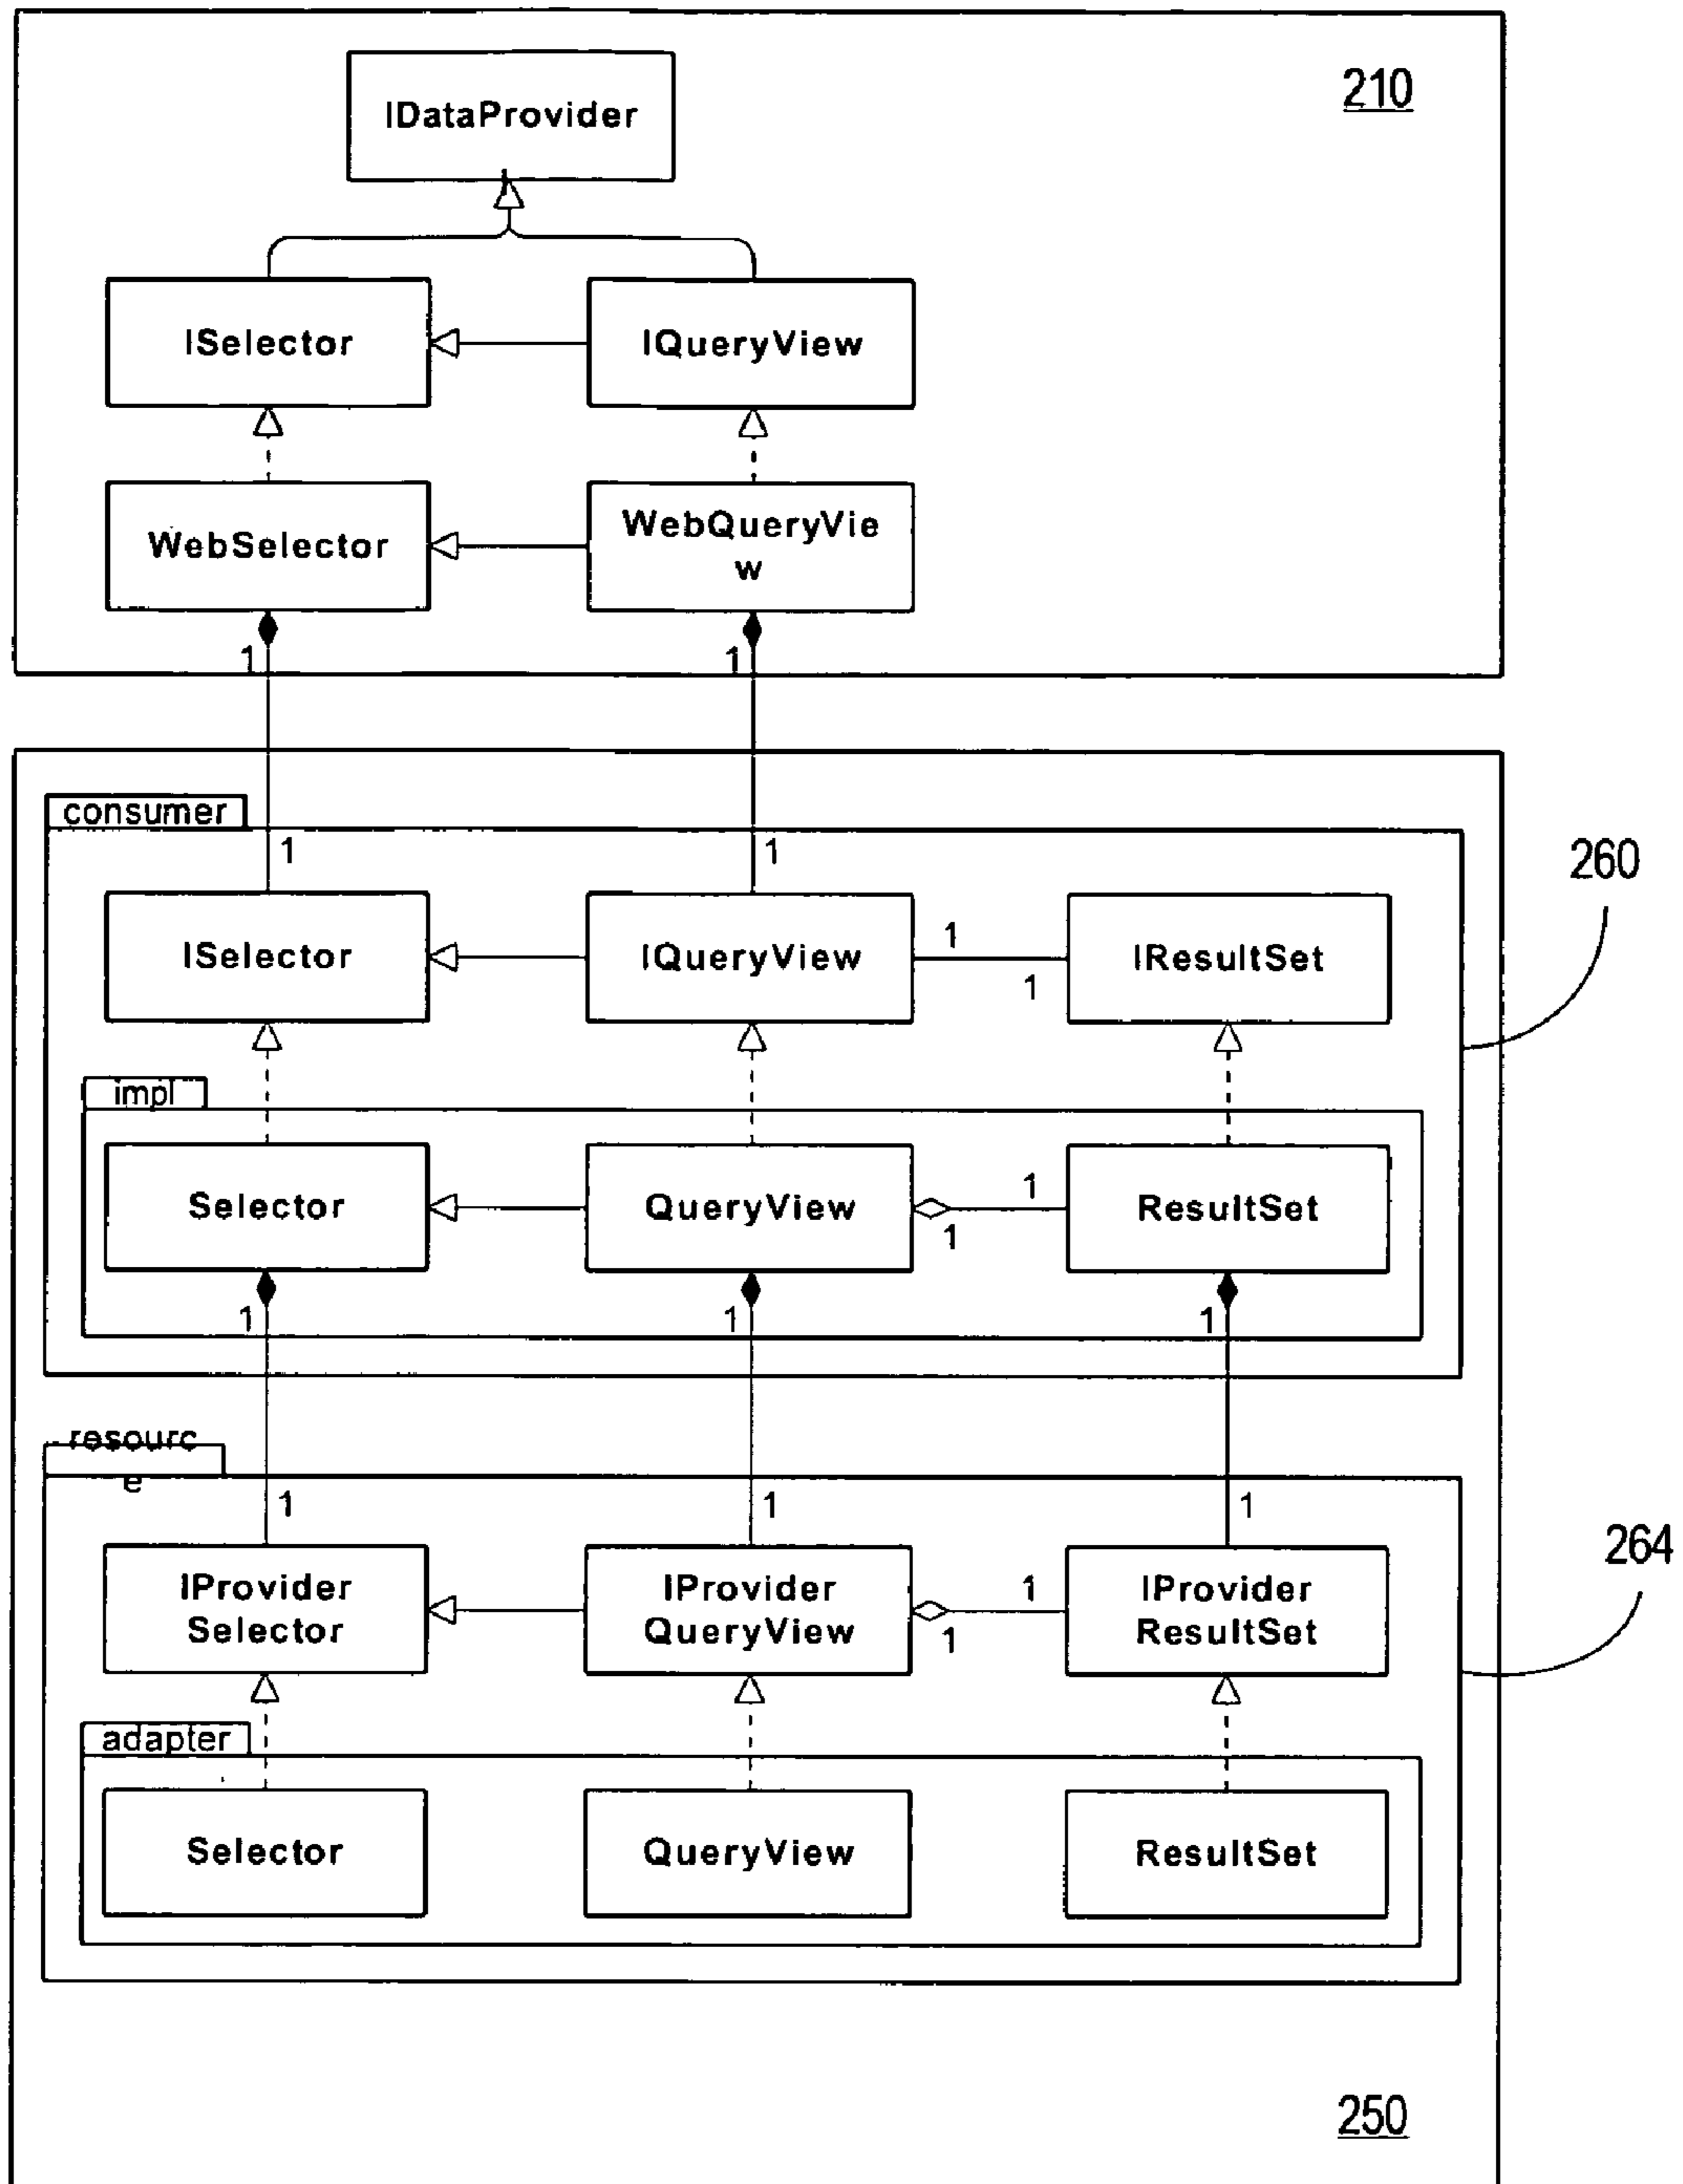 IDataProvider
210
ISelector
IQueryView
WebSelector
WebQueryVie
w
1
1
consumer
1
1
260
ISelector
IQueryView
1
1
IResultSet
impl
Selector
QueryView
1
1
ResultSet
1
1
1
resourc
e
1
1
1
264
IProvider
Selector
IProvider
QueryView
1
1
IProvider
ResultSet
adapter
Selector
QueryView
ResultSet
250